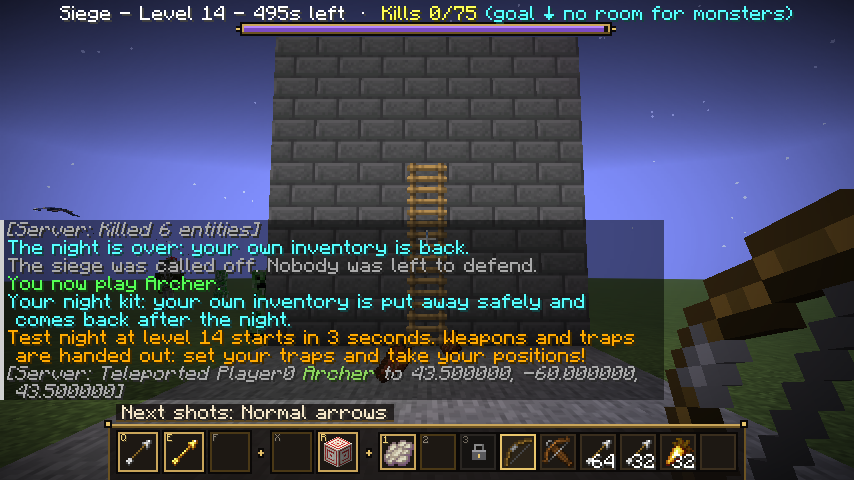 Siege - Level 14 - 495s left · Kills 0/75 (goal ↓ no room for monsters)
[Server: Killed 6 entities]
The night is over: your own inventory is back.
The siege was called off. Nobody was left to defend.
You now play Archer.
Your night kit: your own inventory is put away safely and
comes back after the night.
Test night at level 14 starts in 3 seconds. Weapons and traps
are handed out: set your traps and take your positions!
[Server: Teleported Player0 Archer to 43.500000, -60.000000,
43.500000]
Next shots: Normal arrows
Q E F X R 1 2 3
64 32 32